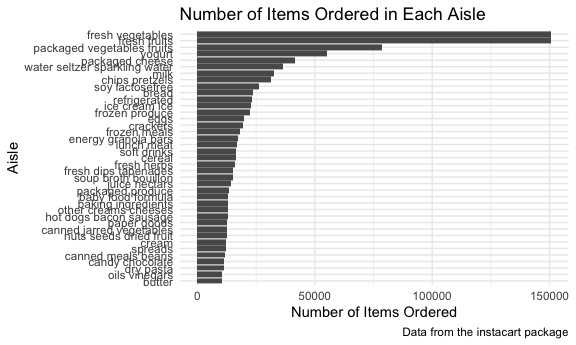 Number of Items Ordered in Each Aisle
fresh vegetables
fresh fruits
packaged vegetables fruits
yogurt
packaged cheese
water seltzer sparkling water
milk
chips pretzels
soy lactosefree
bread
refrigerated
ice cream ice
frozen produce
eggs
crackers
frozen meals
energy granola bars
lunch meat
soft drinks
cereal
fresh herbs
fresh dips tapenades
soup broth bouillon
juice nectars
packaged produce
baby food formula
baking ingredients
other creams cheeses
hot dogs bacon sausage
paper goods
canned jarred vegetables
nuts seeds dried fruit
cream
spreads
canned meals beans
candy chocolate
dry pasta
oils vinegars
butter
Aisle
0 50000 100000 150000
Number of Items Ordered
Data from the instacart package